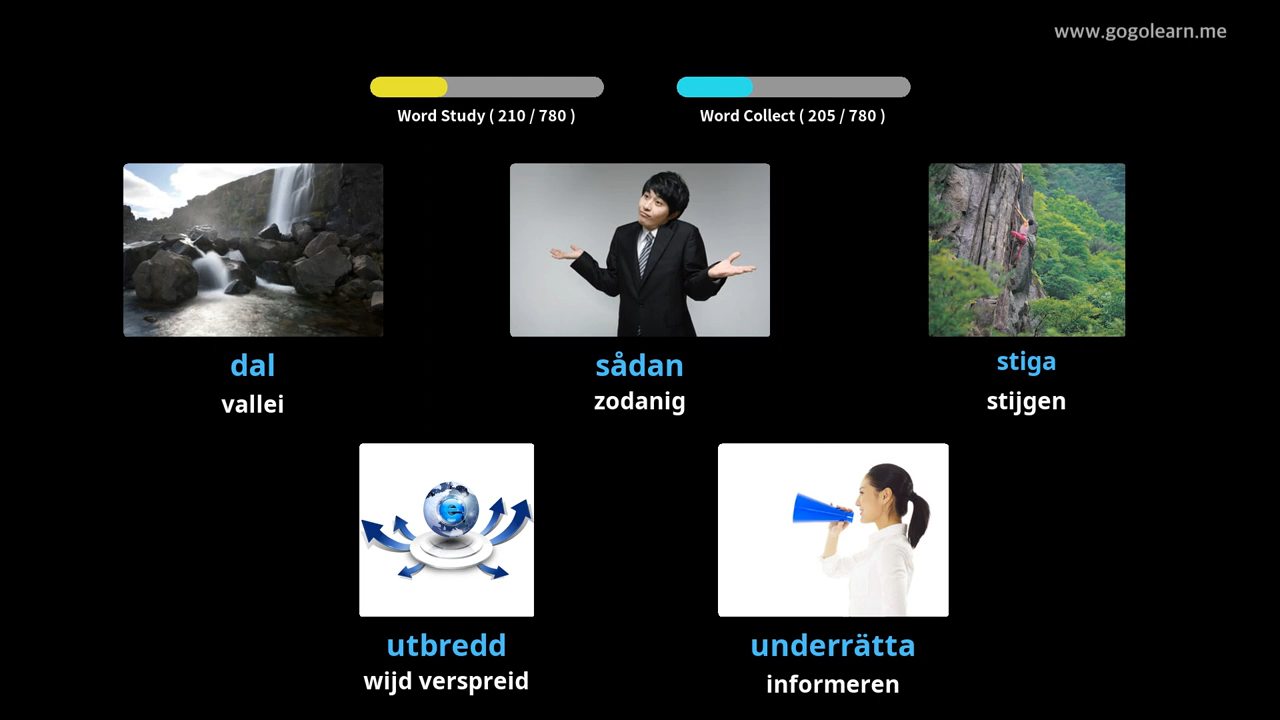 www.gogolearn.me
Word Study ( 210 / 780 )
Word Collect ( 205 / 780 )
dal
vallei
sådan
zodanig
stiga
stijgen
e
utbredd
wijd verspreid
underrätta
informeren